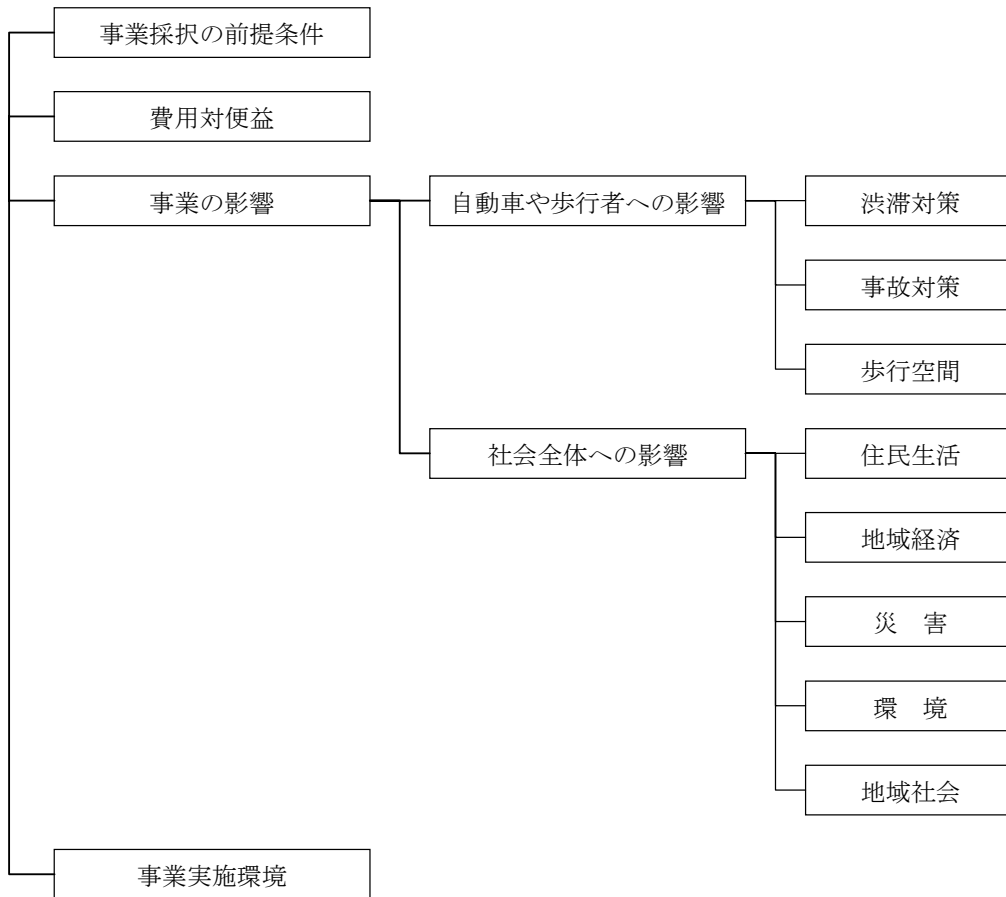 事業採択の前提条件
費用対便益
事業の影響
自動車や歩行者への影響
渋滞対策
事故対策
歩行空間
社会全体への影響
住民生活
地域経済
災　害
環　境
地域社会
事業実施環境